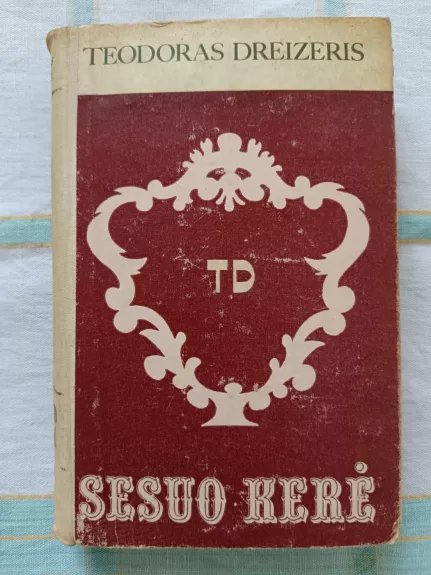 TEODORAS DREIZERIS
TD
SESUO KERĖ